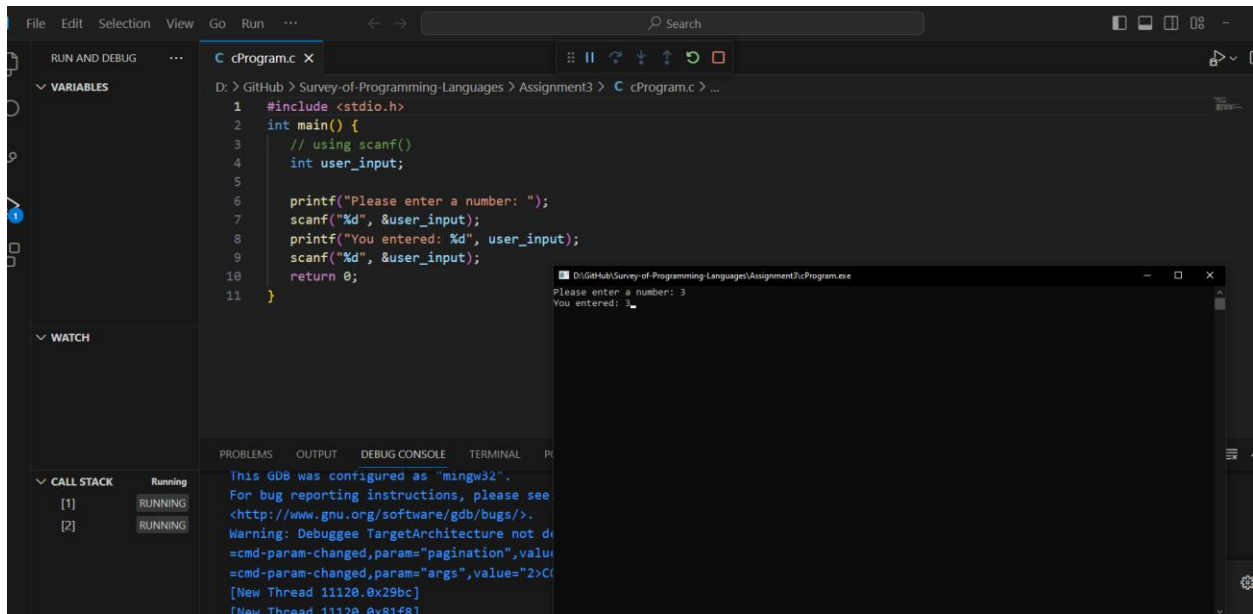 File Edit Selection View Go Run ··· Search
RUN AND DEBUG ···
VARIABLES
WATCH
CALL STACK Running
[1] RUNNING
[2] RUNNING
1
C cProgram.c
D: > GitHub > Survey-of-Programming-Languages > Assignment3 > C cProgram.c > ...
1 #include <stdio.h>
2 int main() {
3 // using scanf()
4 int user_input;
5
6 printf("Please enter a number: ");
7 scanf("%d", &user_input);
8 printf("You entered: %d", user_input);
9 scanf("%d", &user_input);
10 return 0;
11 }
D:\GitHub\Survey-of-Programming-Languages\Assignment3\cProgram.exe
Please enter a number: 3
You entered: 3
PROBLEMS OUTPUT DEBUG CONSOLE TERMINAL
This GDB was configured as "mingw32".
For bug reporting instructions, please see
<http://www.gnu.org/software/gdb/bugs/>.
Warning: Debuggee TargetArchitecture not
=cmd-param-changed,param="pagination",
=cmd-param-changed,param="args",value="2>
[New Thread 11120.0x29bc]
[New Thread 11120.0x81f8]